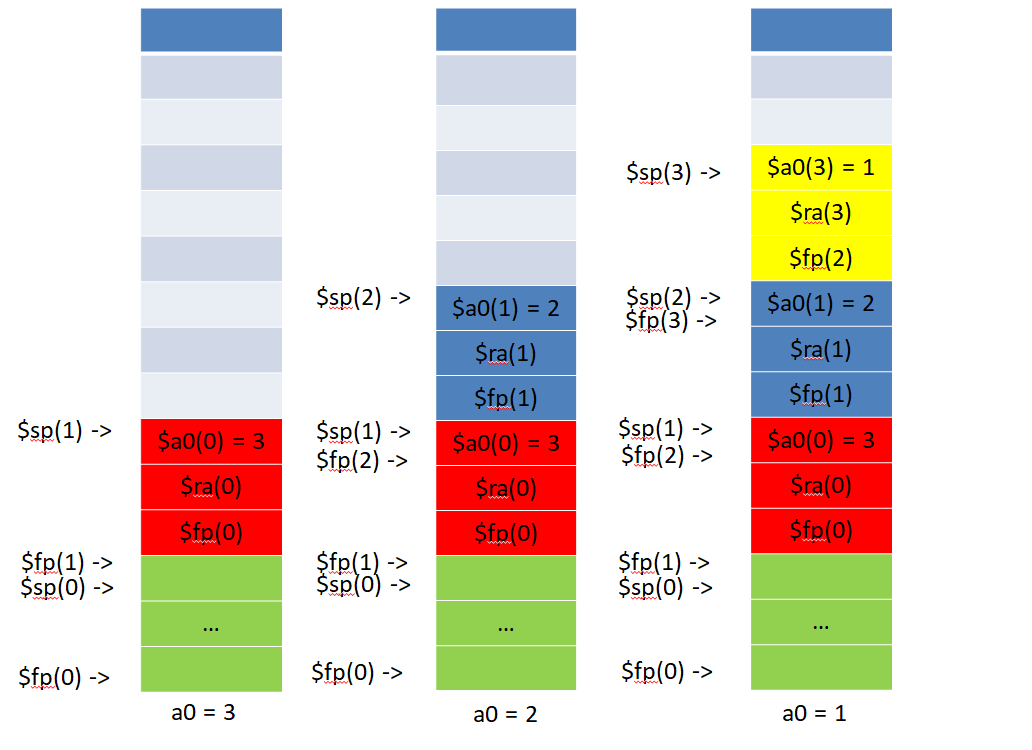 $sp(1) ->
$a0(0) = 3
$ra(0)
$fp(0)
$fp(1) ->
$sp(0) ->
...
$fp(0) ->
a0 = 3
$sp(2) ->
$a0(1) = 2
$ra(1)
$fp(1)
$sp(1) ->
$fp(2) ->
$a0(0) = 3
$ra(0)
$fp(0)
$fp(1) ->
$sp(0) ->
...
$fp(0) ->
a0 = 2
$sp(3) ->
$a0(3) = 1
$ra(3)
$fp(2)
$sp(2) ->
$fp(3) ->
$a0(1) = 2
$ra(1)
$fp(1)
$sp(1) ->
$fp(2) ->
$a0(0) = 3
$ra(0)
$fp(0)
$fp(1) ->
$sp(0) ->
...
$fp(0) ->
a0 = 1